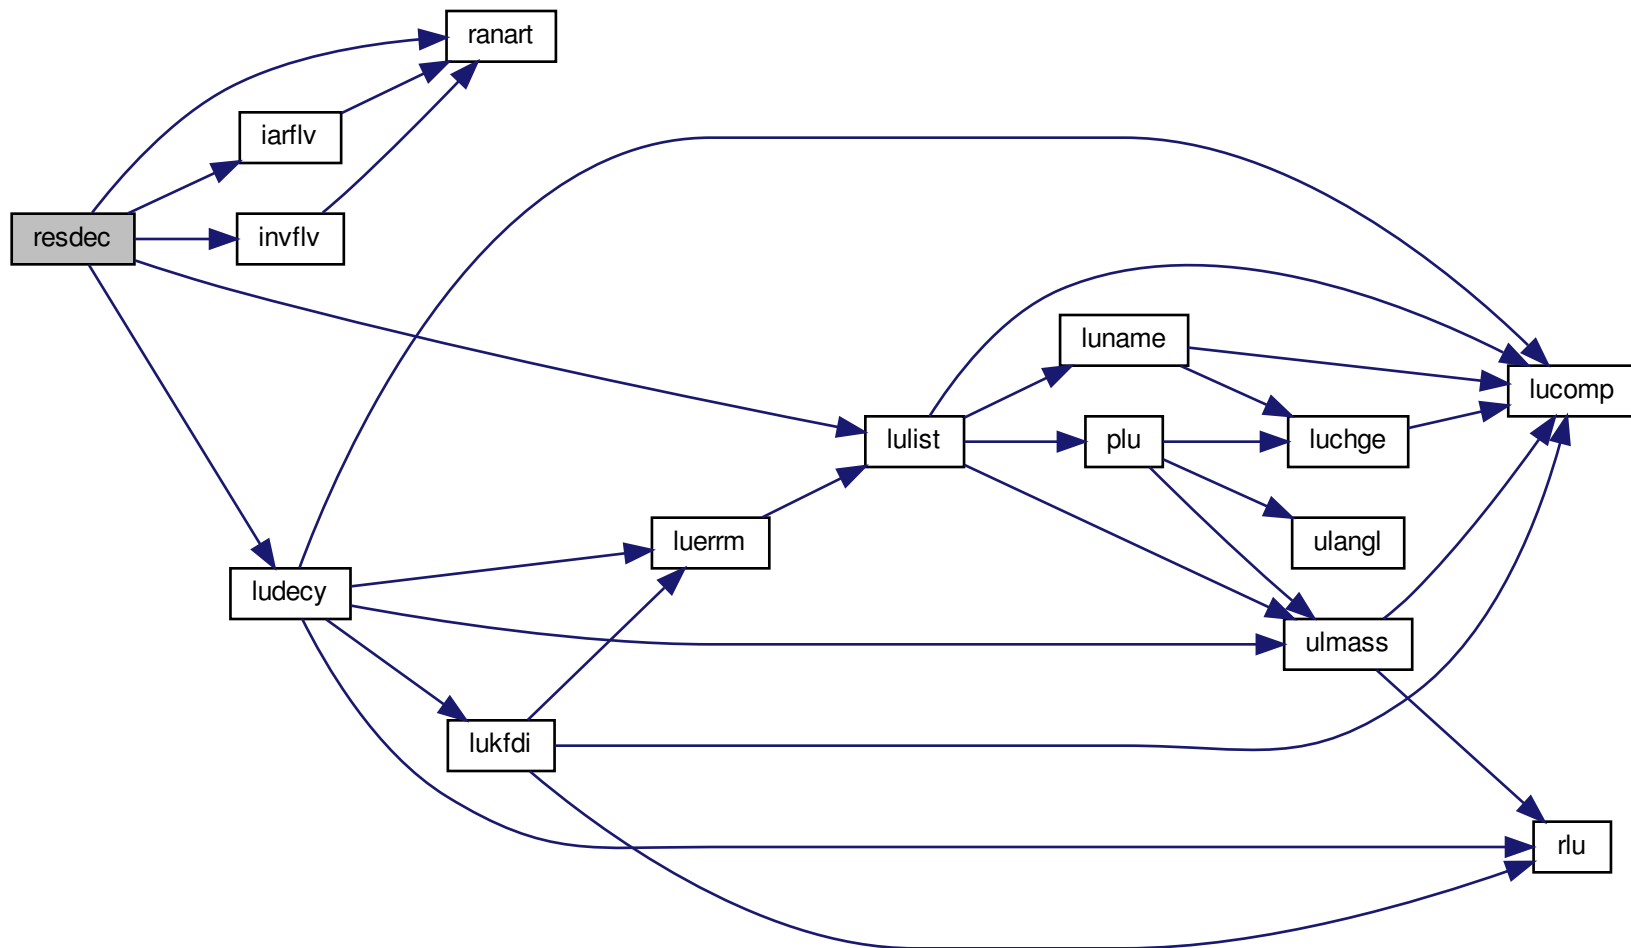 ranart
iarflv
resdec
invflv
luname
lucomp
lulist
plu
luchge
luerrm
ulangl
ludecy
ulmass
lukfdi
rlu